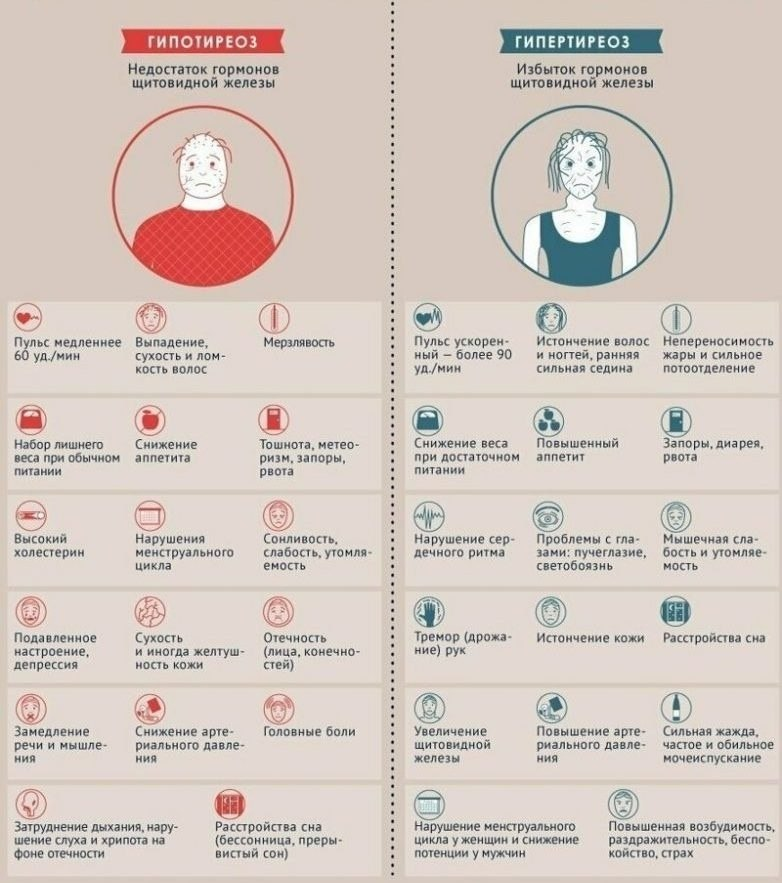 ГИПОТИРЕОЗ
Недостаток гормонов
щитовидной железы
Пульс медленнее
60 уд./мин
Выпадение,
сухость и лом-
кость волос
Мерзлявость
Набор лишнего
веса при обычном
питании
Снижение
аппетита
Тошнота, метео-
ризм, запоры,
рвота
Высокий
холестерин
Нарушения
менструального
цикла
Сонливость,
слабость, утомля-
емость
Подавленное
настроение,
депрессия
Сухость
и иногда желтуш-
ность кожи
Отечность
(лица, конечно-
стей)
Замедление
речи и мышле-
ния
Снижение арте-
риального давле-
ния
Головные боли
Затруднение дыхания, нару-
шение слуха и хрипота на
фоне отечности
Расстройства сна
(бессонница, преры-
вистый сон)
ГИПЕРТИРЕОЗ
Избыток гормонов
щитовидной железы
Пульс ускорен-
ный — более 90
уд./мин
Истончение волос
и ногтей, ранняя
сильная седина
Непереносимость
жары и сильное
потоотделение
Снижение веса
при достаточном
питании
Повышенный
аппетит
Запоры, диарея,
рвота
Нарушение сер-
дечного ритма
Проблемы с гла-
зами: пучеглазие,
светобоязнь
Мышечная сла-
бость и утомляе-
мость
Тремор (дрожа-
ние) рук
Истончение кожи
Расстройства сна
Увеличение
щитовидной
железы
Повышение арте-
риального давле-
ния
Сильная жажда,
частое и обильное
мочеиспускание
Нарушение менструального
цикла у женщин и снижение
потенции у мужчин
Повышенная возбудимость,
раздражительность, беспо-
койство, страх